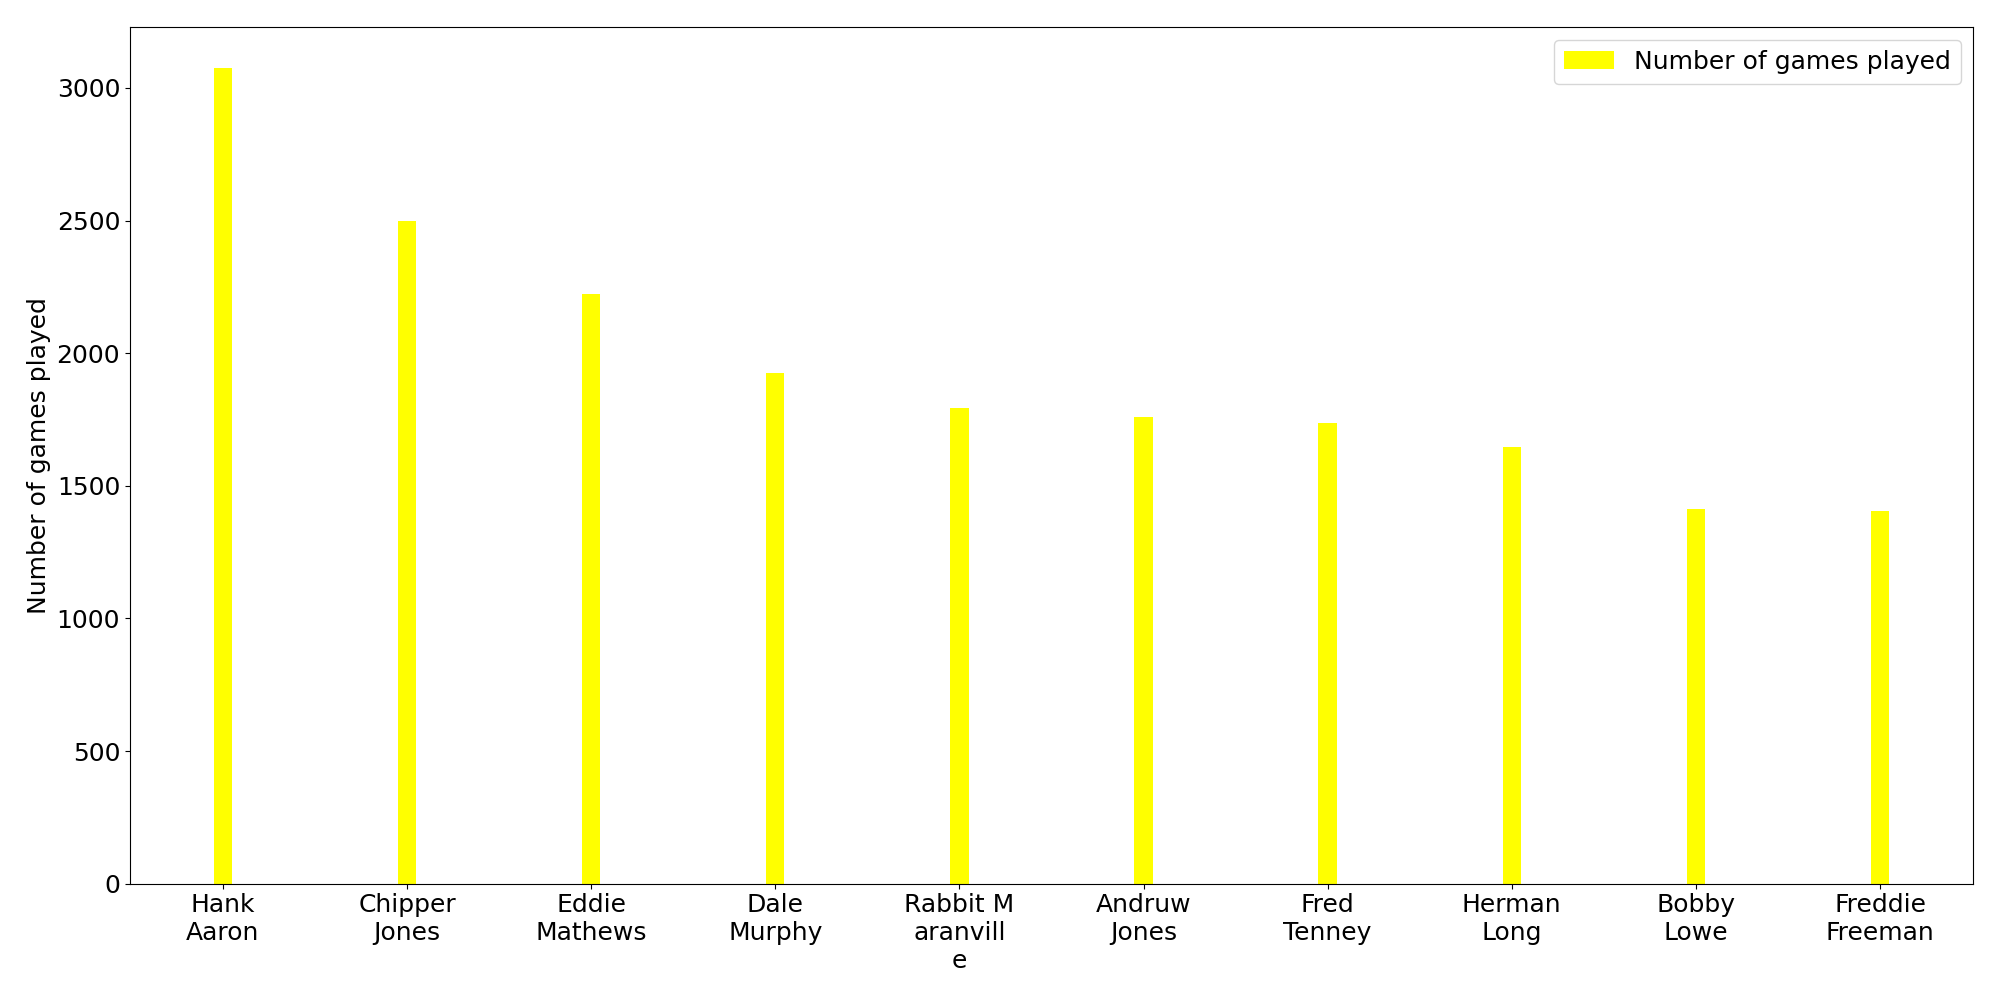 Number of games played
Number of games played
3000
2500
2000
1500
1000
500
0
Hank
Aaron
Chipper
Jones
Eddie
Mathews
Dale
Murphy
Rabbit M
aranvill
e
Andruw
Jones
Fred
Tenney
Herman
Long
Bobby
Lowe
Freddie
Freeman